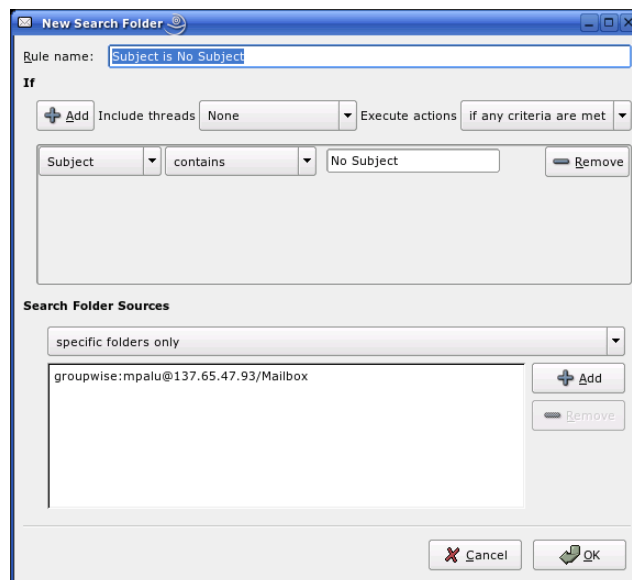 New Search Folder
Rule name: Subject is No Subject
If
Add Include threads None Execute actions if any criteria are met
Subject contains No Subject Remove
Search Folder Sources
specific folders only
groupwise:mpalu@137.65.47.93/Mailbox
Add
Remove
Cancel OK